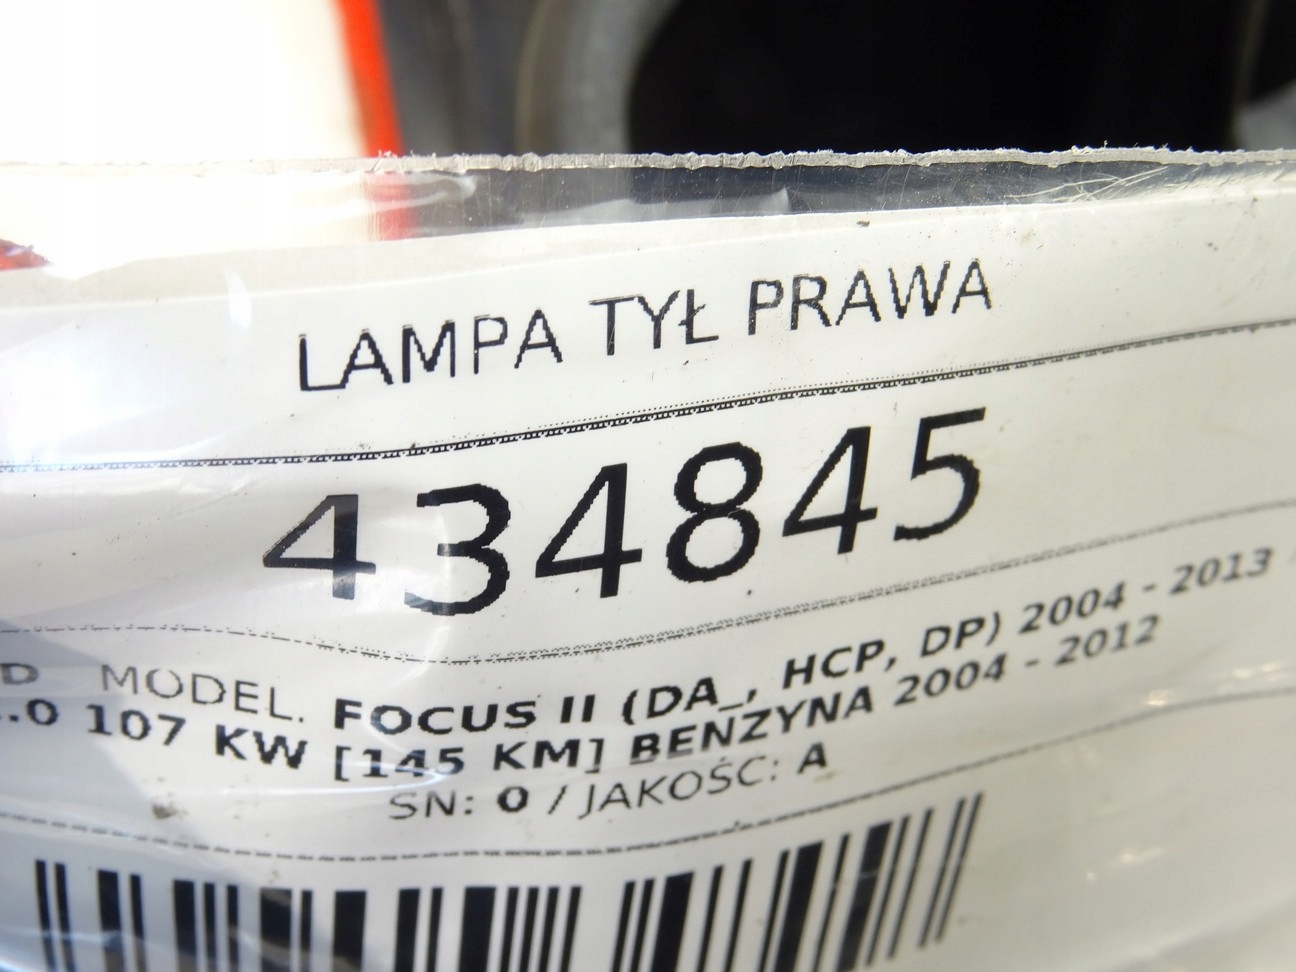 LAMPA TYŁ PRAWA
434845
D MODEL. FOCUS II (DA_, HCP, DP) 2004 - 2013
.0 107 KW [145 KM] BENZYNA 2004 - 2012
SN: 0 / JAKOŚĆ: A